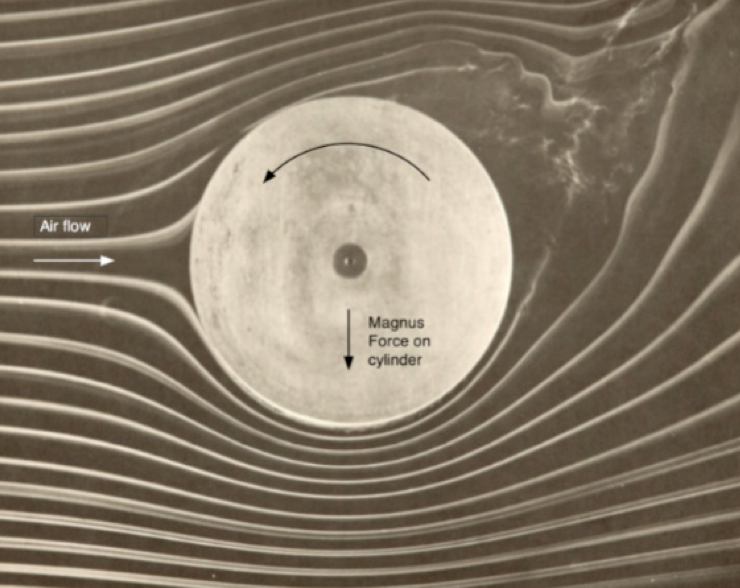 Air flow
Magnus
Force on
cylinder